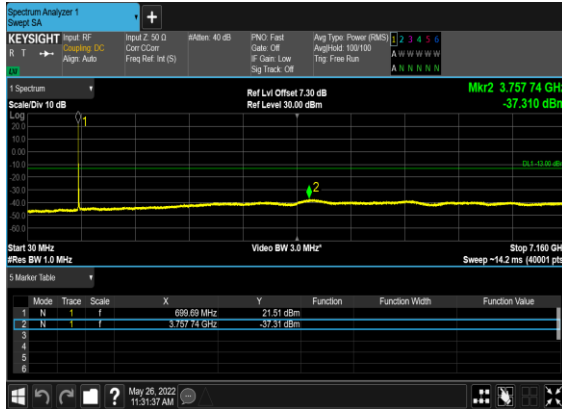 Spectrum Analyzer 1
Swept SA
+
KEYSIGHT
R T
LU
Input: RF
Coupling: DC
Align: Auto
Input Z: 50 Ω
Corr CCorr
Freq Ref: Int (S)
#Atten: 40 dB
PNO: Fast
Gate: Off
IF Gain: Low
Sig Track: Off
Avg Type: Power (RMS)
Avg|Hold: 100/100
Trig: Free Run
1 2 3 4 5 6
A W W W W W
A N N N N N
1 Spectrum
Scale/Div 10 dB
Ref Lvl Offset 7.30 dB
Ref Level 30.00 dBm
Mkr2 3.757 74 GHz
-37.310 dBm
Log
20.0
10.0
0.00
-10.0
-20.0
-30.0
-40.0
-50.0
-60.0
1
2
DL1 -13.00 dBm
Start 30 MHz
#Res BW 1.0 MHz
Video BW 3.0 MHz*
Stop 7.160 GHz
Sweep ~14.2 ms (40001 pts)
5 Marker Table
Mode Trace Scale X Y Function Function Width Function Value
1 N 1 f 699.69 MHz 21.51 dBm
2 N 1 f 3.757 74 GHz -37.31 dBm
3
4
5
6
?
May 26, 2022
11:31:37 AM